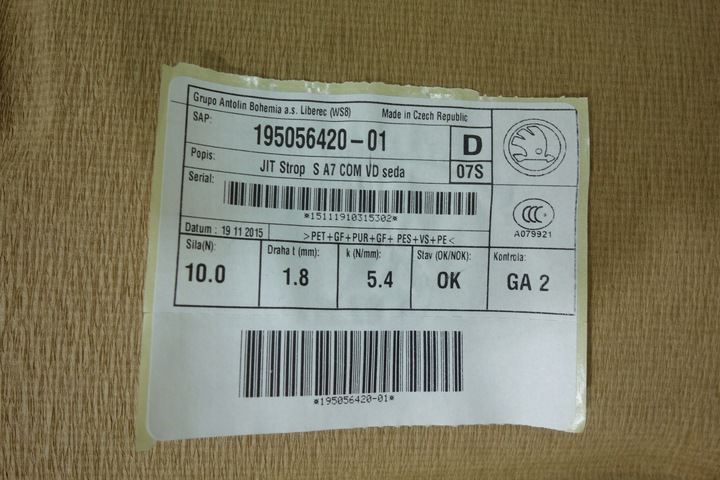 Grupo Antolin Bohemia a.s. Liberec (WS8) Made in Czech Republic
SAP:
195056420-01
D
Popis:
JIT Strop S A7 COM VD seda
07S
Serial:
*15111910315302*
CCC
A079921
Datum : 19 11 2015 >PET+GF+PUR+GF+ PES+VS+PE<
Sila(N): Draha t (mm): k (N/mm): Stav (OK/NOK): Kontrola:
10.0 1.8 5.4 OK GA 2
*195056420-01*